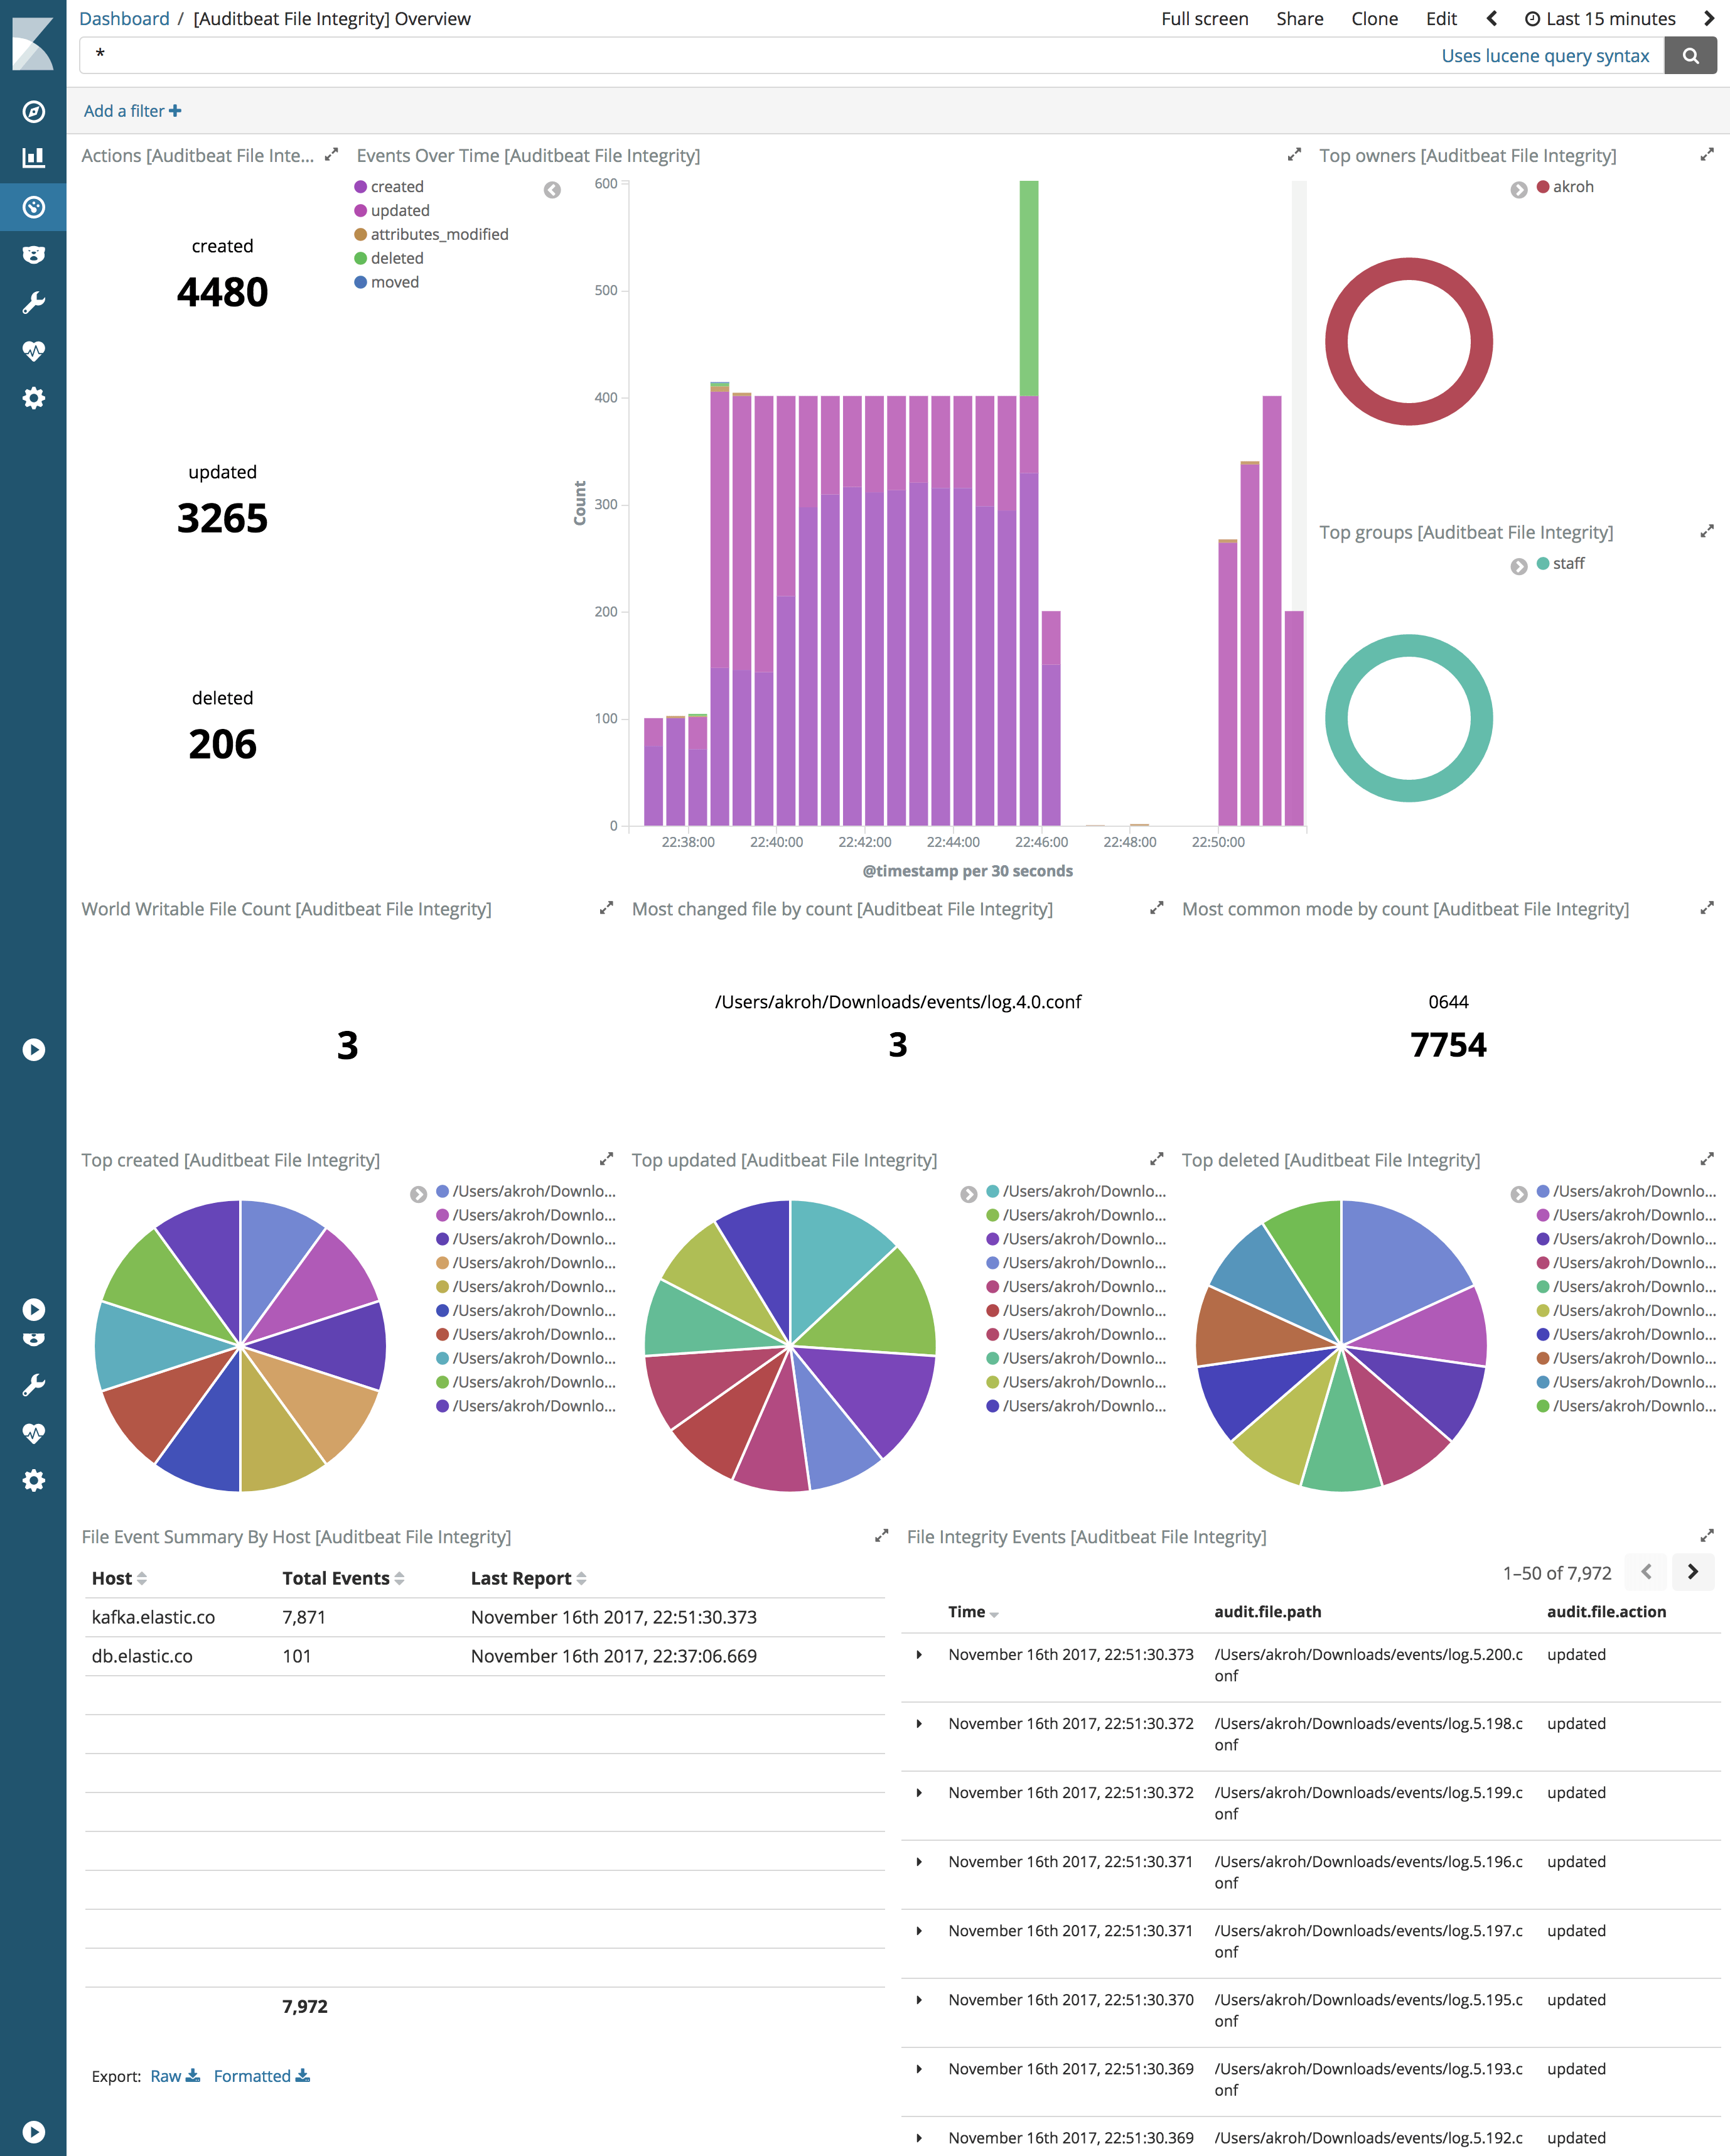 Dashboard / [Auditbeat File Integrity] Overview
Full screen Share Clone Edit Last 15 minutes
*
Uses lucene query syntax
Add a filter
Actions [Auditbeat File Inte...
created
4480
updated
3265
deleted
206
Events Over Time [Auditbeat File Integrity]
created
updated
attributes_modified
deleted
moved
Count
600
500
400
300
200
100
0
22:38:00 22:40:00 22:42:00 22:44:00 22:46:00 22:48:00 22:50:00
@timestamp per 30 seconds
Top owners [Auditbeat File Integrity]
akroh
Top groups [Auditbeat File Integrity]
staff
World Writable File Count [Auditbeat File Integrity]
3
Most changed file by count [Auditbeat File Integrity]
/Users/akroh/Downloads/events/log.4.0.conf
3
Most common mode by count [Auditbeat File Integrity]
0644
7754
Top created [Auditbeat File Integrity]
/Users/akroh/Downlo...
/Users/akroh/Downlo...
/Users/akroh/Downlo...
/Users/akroh/Downlo...
/Users/akroh/Downlo...
/Users/akroh/Downlo...
/Users/akroh/Downlo...
/Users/akroh/Downlo...
/Users/akroh/Downlo...
/Users/akroh/Downlo...
Top updated [Auditbeat File Integrity]
/Users/akroh/Downlo...
/Users/akroh/Downlo...
/Users/akroh/Downlo...
/Users/akroh/Downlo...
/Users/akroh/Downlo...
/Users/akroh/Downlo...
/Users/akroh/Downlo...
/Users/akroh/Downlo...
/Users/akroh/Downlo...
/Users/akroh/Downlo...
Top deleted [Auditbeat File Integrity]
/Users/akroh/Downlo...
/Users/akroh/Downlo...
/Users/akroh/Downlo...
/Users/akroh/Downlo...
/Users/akroh/Downlo...
/Users/akroh/Downlo...
/Users/akroh/Downlo...
/Users/akroh/Downlo...
/Users/akroh/Downlo...
/Users/akroh/Downlo...
File Event Summary By Host [Auditbeat File Integrity]
Host Total Events Last Report
kafka.elastic.co 7,871 November 16th 2017, 22:51:30.373
db.elastic.co 101 November 16th 2017, 22:37:06.669
7,972
Export: Raw Formatted
File Integrity Events [Auditbeat File Integrity]
1–50 of 7,972
Time audit.file.path audit.file.action
November 16th 2017, 22:51:30.373 /Users/akroh/Downloads/events/log.5.200.c updated
onf
November 16th 2017, 22:51:30.372 /Users/akroh/Downloads/events/log.5.198.c updated
onf
November 16th 2017, 22:51:30.372 /Users/akroh/Downloads/events/log.5.199.c updated
onf
November 16th 2017, 22:51:30.371 /Users/akroh/Downloads/events/log.5.196.c updated
onf
November 16th 2017, 22:51:30.371 /Users/akroh/Downloads/events/log.5.197.c updated
onf
November 16th 2017, 22:51:30.370 /Users/akroh/Downloads/events/log.5.195.c updated
onf
November 16th 2017, 22:51:30.369 /Users/akroh/Downloads/events/log.5.193.c updated
onf
November 16th 2017, 22:51:30.369 /Users/akroh/Downloads/events/log.5.192.c updated